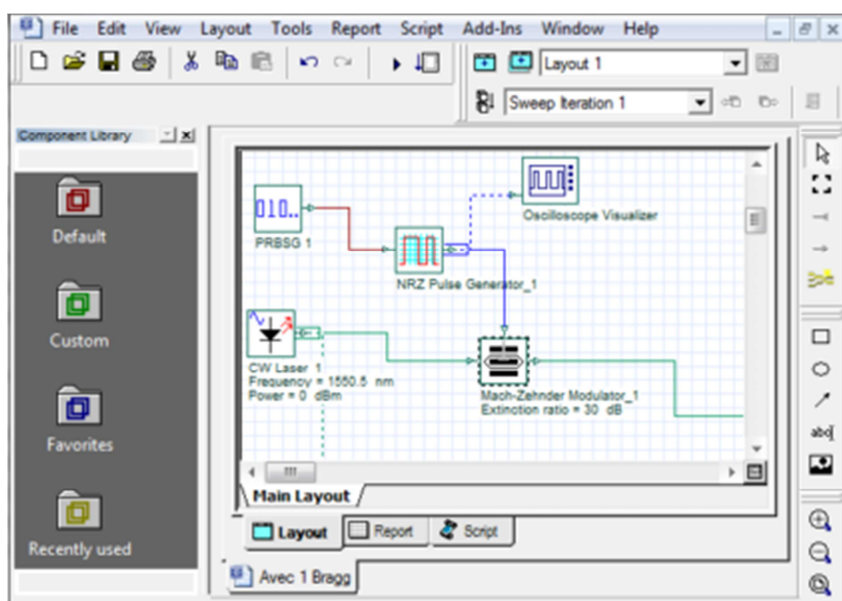 File Edit View Layout Tools Report Script Add-Ins Window Help
Layout 1
Sweep Iteration 1
Component Library
Default
Custom
Favorites
Recently used
010..
PRBSG 1
Oscilloscope Visualizer
NRZ Pulse Generator_1
CW Laser 1
Frequency = 1550.5 nm
Power = 0 dBm
Mach-Zehnder Modulator_1
Extinction ratio = 30 dB
Main Layout
Layout Report Script
Avec 1 Bragg
abc